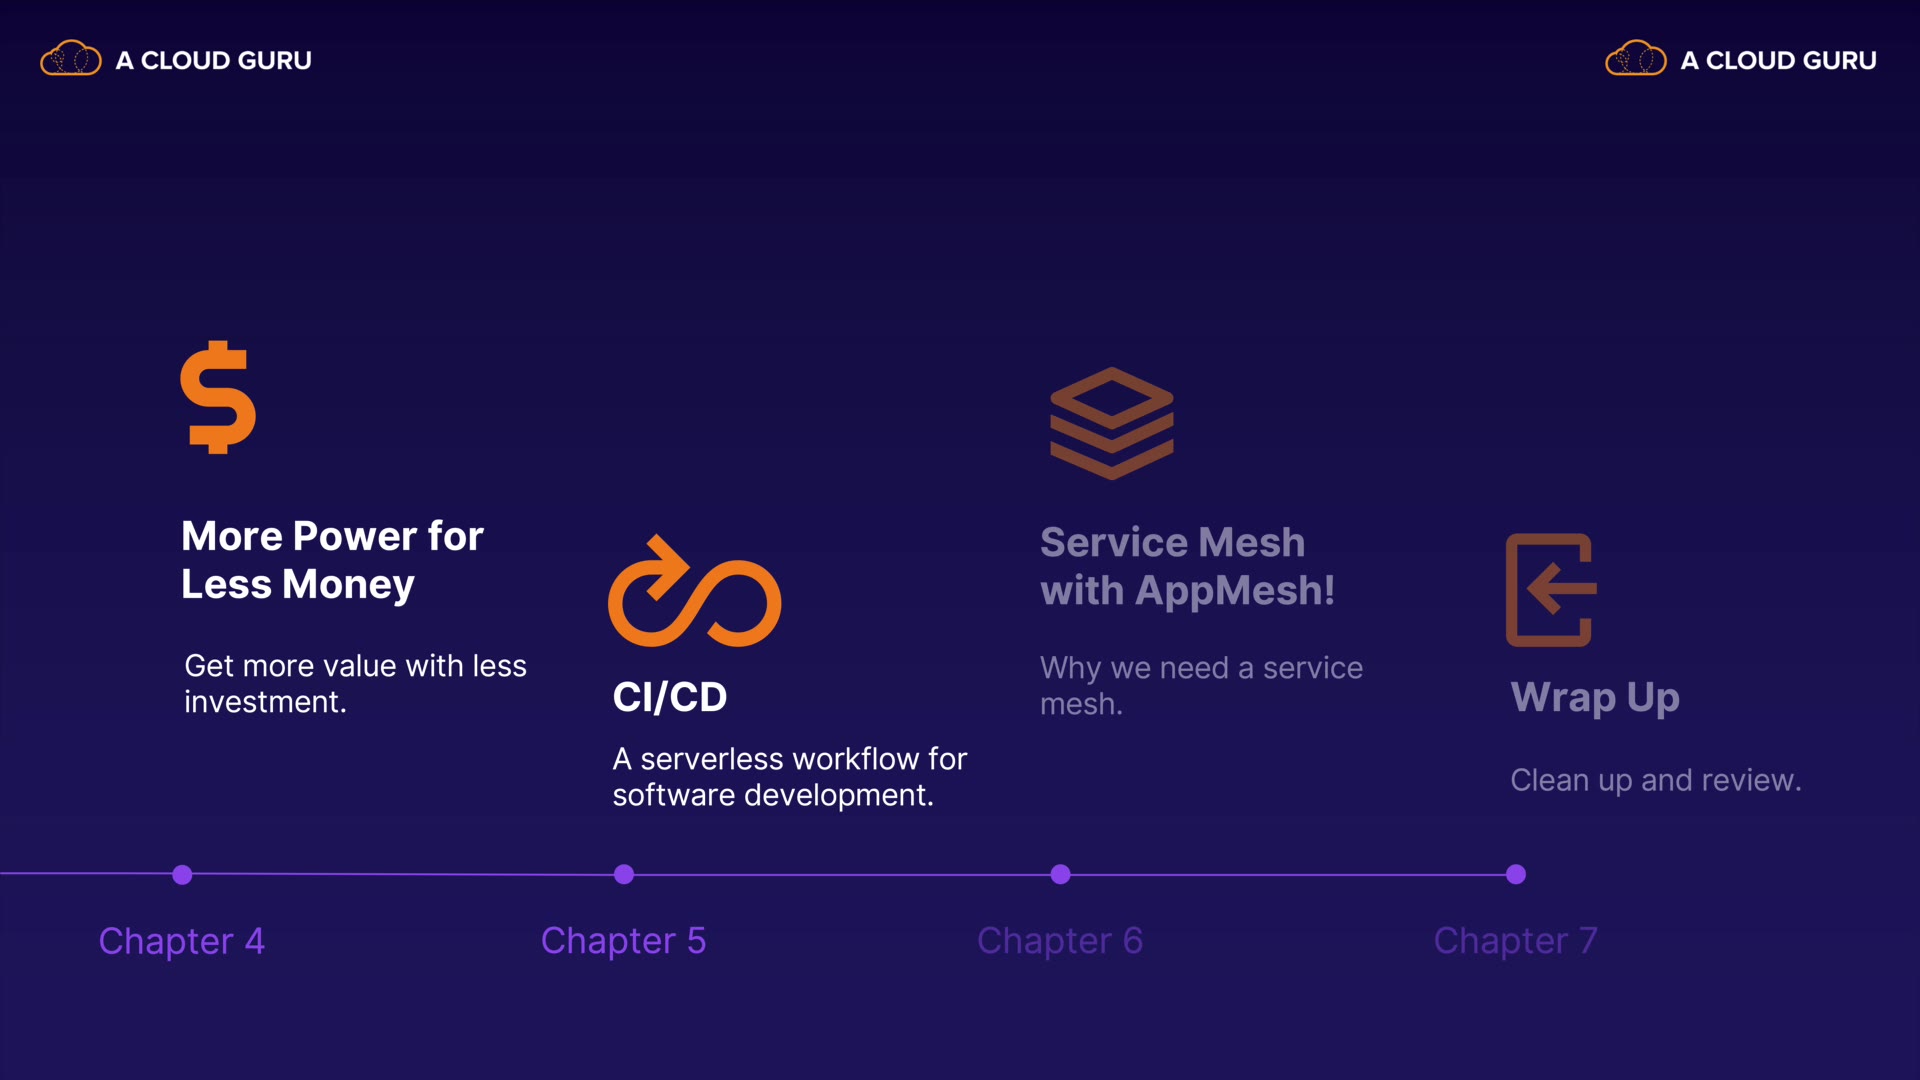 A CLOUD GURU
A CLOUD GURU
More Power for
Less Money
Get more value with less
investment.
CI/CD
A serverless workflow for
software development.
Service Mesh
with AppMesh!
Why we need a service
mesh.
Wrap Up
Clean up and review.
Chapter 4
Chapter 5
Chapter 6
Chapter 7